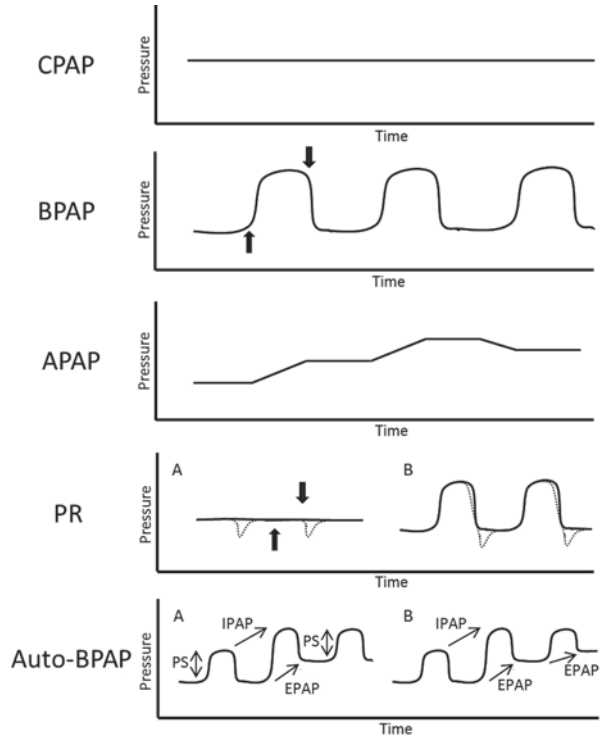 CPAP
Pressure
Time
BPAP
Pressure
Time
APAP
Pressure
Time
PR
Pressure
A
B
Time
Auto-BPAP
Pressure
A
IPAP
PS
PS
EPAP
B
IPAP
EPAP
EPAP
Time